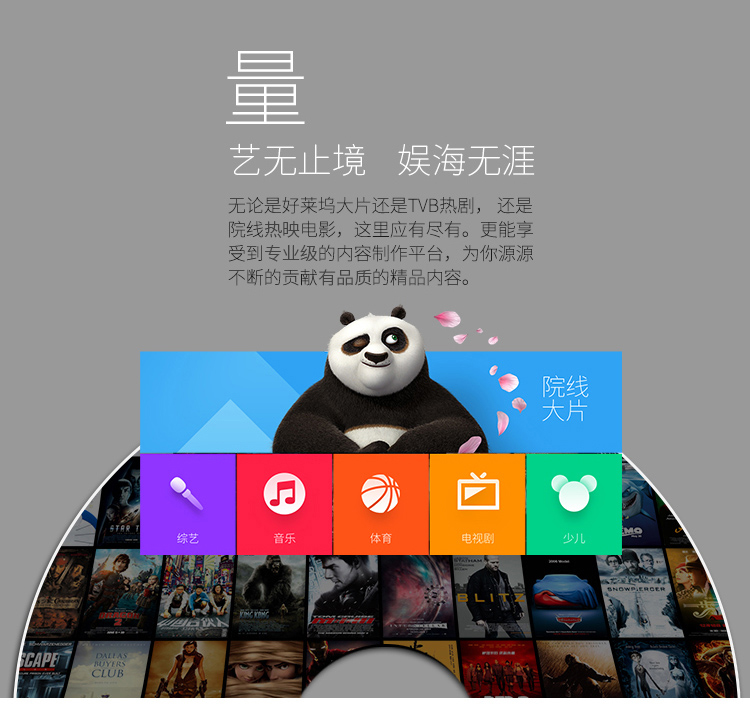 量
艺无止境 娱海无涯
无论是好莱坞大片还是TVB热剧， 还是
院线热映电影，这里应有尽有。更能享
受到专业级的内容制作平台，为你源源
不断的贡献有品质的精品内容。
院线
大片
综艺
音乐
体育
电视剧
少儿
STAR T
KING KONG
TOM CRUISE
BLITZ
CARS
SNOWPIERCER
SCAPE
DALLAS
BUYERS
CLUB